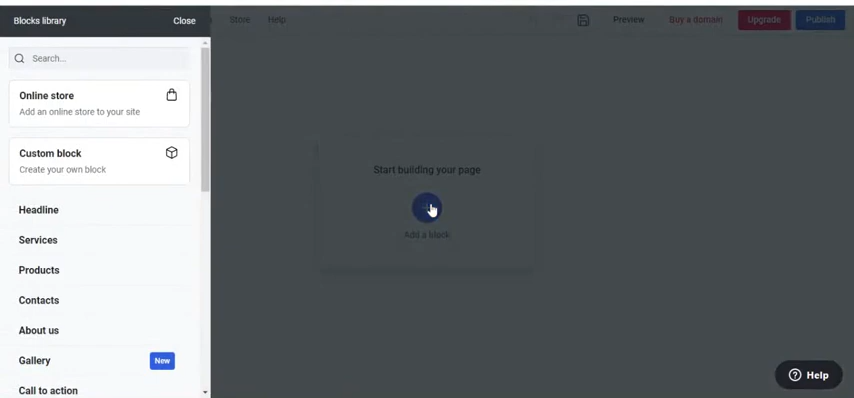 Blocks library
Close
Store
Help
Preview
Buy a domain
Upgrade
Publish
Search...
Online store
Add an online store to your site
Custom block
Create your own block
Headline
Services
Products
Contacts
About us
Gallery
New
Call to action
Start building your page
Add a block
Help